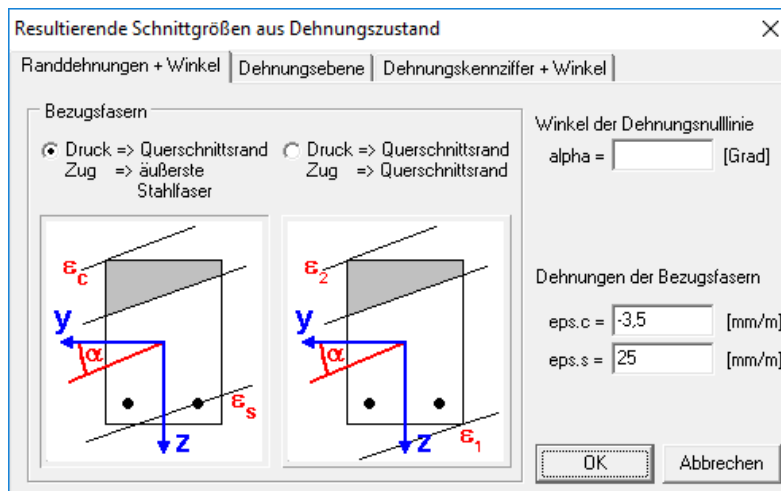 Resultierende Schnittgrößen aus Dehnungszustand
Randdehnungen + Winkel
Dehnungsebene
Dehnungskennziffer + Winkel
Bezugsfasern
Druck => Querschnittsrand
Zug => äußerste
Stahlfaser
Druck => Querschnittsrand
Zug => Querschnittsrand
εc
y
α
εs
z
ε2
y
α
z
ε1
Winkel der Dehnungsnulllinie
alpha = [Grad]
Dehnungen der Bezugsfasern
eps.c = -3,5 [mm/m]
eps.s = 25 [mm/m]
OK
Abbrechen